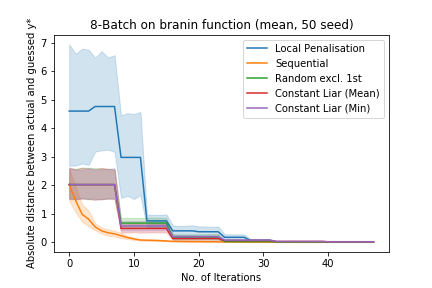 8-Batch on branin function (mean, 50 seed)
Absolute distance between actual and guessed y*
7
6
5
4
3
2
1
0
Local Penalisation
Sequential
Random excl. 1st
Constant Liar (Mean)
Constant Liar (Min)
0 10 20 30 40
No. of Iterations